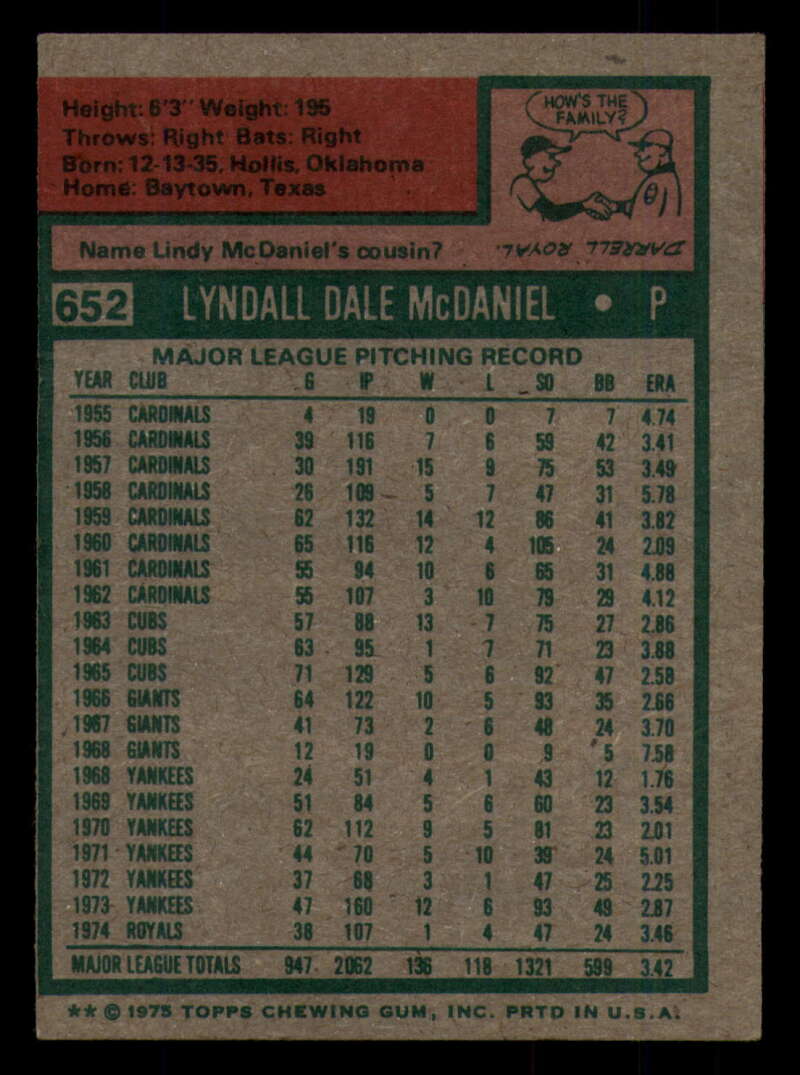 Height: 6'3" Weight: 195
Throws: Right Bats: Right
Born: 12-13-35, Hollis, Oklahoma
Home: Baytown, Texas
HOW'S THE
FAMILY?
Name Lindy McDaniel's cousin?
DARRELL ROYAL.
652 LYNDALL DALE McDANIEL • P
MAJOR LEAGUE PITCHING RECORD
YEAR CLUB G IP W L SO BB ERA
1955 CARDINALS 4 19 0 0 7 7 4.74
1956 CARDINALS 39 116 7 6 59 42 3.41
1957 CARDINALS 30 191 15 9 75 53 3.49
1958 CARDINALS 26 109 5 7 47 31 5.78
1959 CARDINALS 62 132 14 12 86 41 3.82
1960 CARDINALS 65 116 12 4 105 24 2.09
1961 CARDINALS 55 94 10 6 65 31 4.88
1962 CARDINALS 55 107 3 10 79 29 4.12
1963 CUBS 57 88 13 7 75 27 2.86
1964 CUBS 63 95 1 7 71 23 3.88
1965 CUBS 71 129 5 6 92 47 2.58
1966 GIANTS 64 122 10 5 93 35 2.66
1967 GIANTS 41 73 2 6 48 24 3.70
1968 GIANTS 12 19 0 0 9 5 7.58
1968 YANKEES 24 51 4 1 43 12 1.76
1969 YANKEES 51 84 5 6 60 23 3.54
1970 YANKEES 62 112 9 5 81 23 2.01
1971 YANKEES 44 70 5 10 39 24 5.01
1972 YANKEES 37 68 3 1 47 25 2.25
1973 YANKEES 47 160 12 6 93 49 2.87
1974 ROYALS 38 107 1 4 47 24 3.46
MAJOR LEAGUE TOTALS 947 2062 136 118 1321 599 3.42
** © 1975 TOPPS CHEWING GUM, INC. PRTD IN U.S.A.